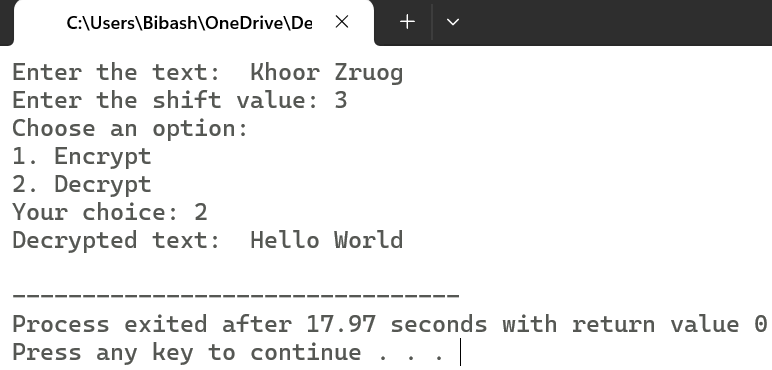 C:\Users\Bibash\OneDrive\De
Enter the text:  Khoor Zruog
Enter the shift value: 3
Choose an option:
1. Encrypt
2. Decrypt
Your choice: 2
Decrypted text:  Hello World
--------------------------------
Process exited after 17.97 seconds with return value 0
Press any key to continue . . .